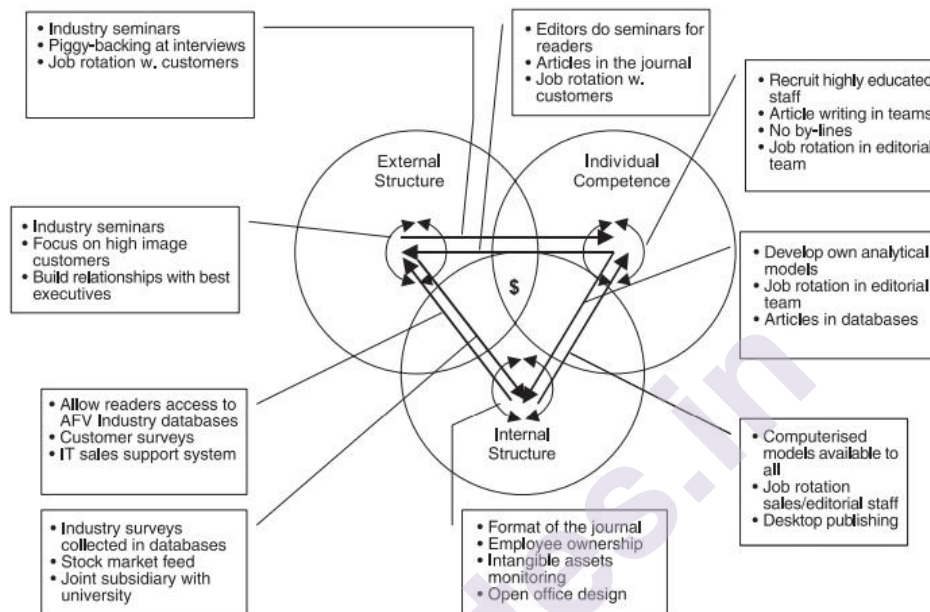 • Industry seminars
• Piggy-backing at interviews
• Job rotation w. customers
• Editors do seminars for
readers
• Articles in the journal
• Job rotation w.
customers
• Recruit highly educated
staff
• Article writing in teams
• No by-lines
• Job rotation in editorial
team
External
Structure
Individual
Competence
• Industry seminars
• Focus on high image
customers
• Build relationships with best
executives
• Develop own analytical
models
• Job rotation in editorial
team
• Articles in databases
$
• Allow readers access to
AFV Industry databases
• Customer surveys
• IT sales support system
Internal
Structure
• Computerised
models available to
all
• Job rotation
sales/editorial staff
• Desktop publishing
• Industry surveys
collected in databases
• Stock market feed
• Joint subsidiary with
university
• Format of the journal
• Employee ownership
• Intangible assets
monitoring
• Open office design
tes.in